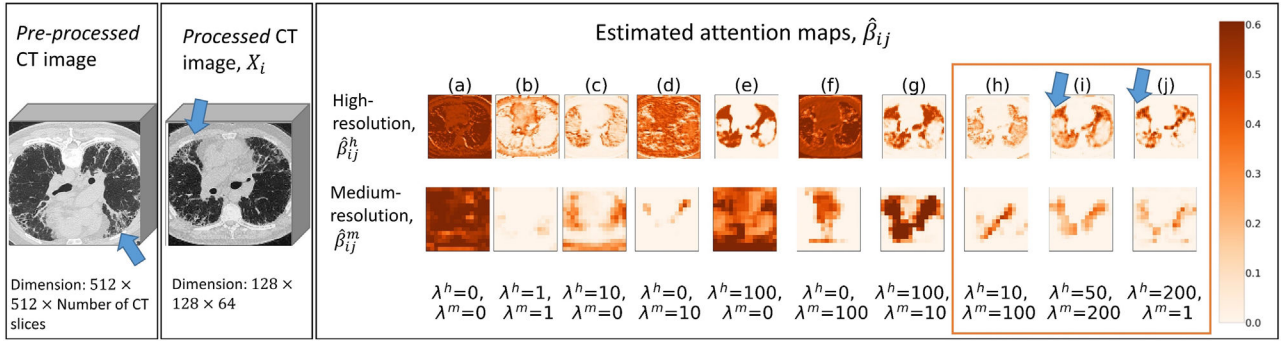 Pre-processed
CT image
Dimension: 512 ×
512 × Number of CT
slices
Processed CT
image, Xᵢ
Dimension: 128 ×
128 × 64
Estimated attention maps, β̂ᵢⱼ
(a) (b) (c) (d) (e) (f) (g) (h) (i) (j)
High-
resolution,
β̂ʰᵢⱼ
Medium-
resolution,
β̂ᵐᵢⱼ
λʰ=0, λʰ=1, λʰ=10, λʰ=0, λʰ=100, λʰ=0, λʰ=100, λʰ=10, λʰ=50, λʰ=200,
λᵐ=0 λᵐ=1 λᵐ=0 λᵐ=10 λᵐ=0 λᵐ=100 λᵐ=10 λᵐ=100 λᵐ=200 λᵐ=1
0.6
0.5
0.4
0.3
0.2
0.1
0.0